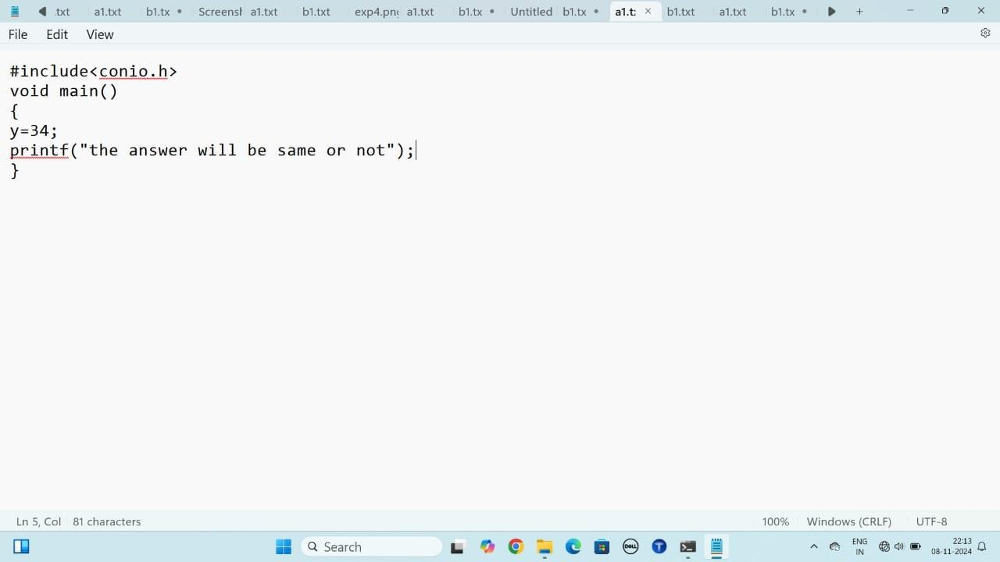 .txt a1.txt b1.tx Screensh a1.txt b1.txt exp4.png a1.txt b1.tx Untitled b1.tx a1.t: b1.txt a1.txt b1.tx
File Edit View
#include<conio.h>
void main()
{
y=34;
printf("the answer will be same or not");
}
Ln 5, Col 81 characters 100% Windows (CRLF) UTF-8
Search DELL T ENG 22:13
IN 08-11-2024